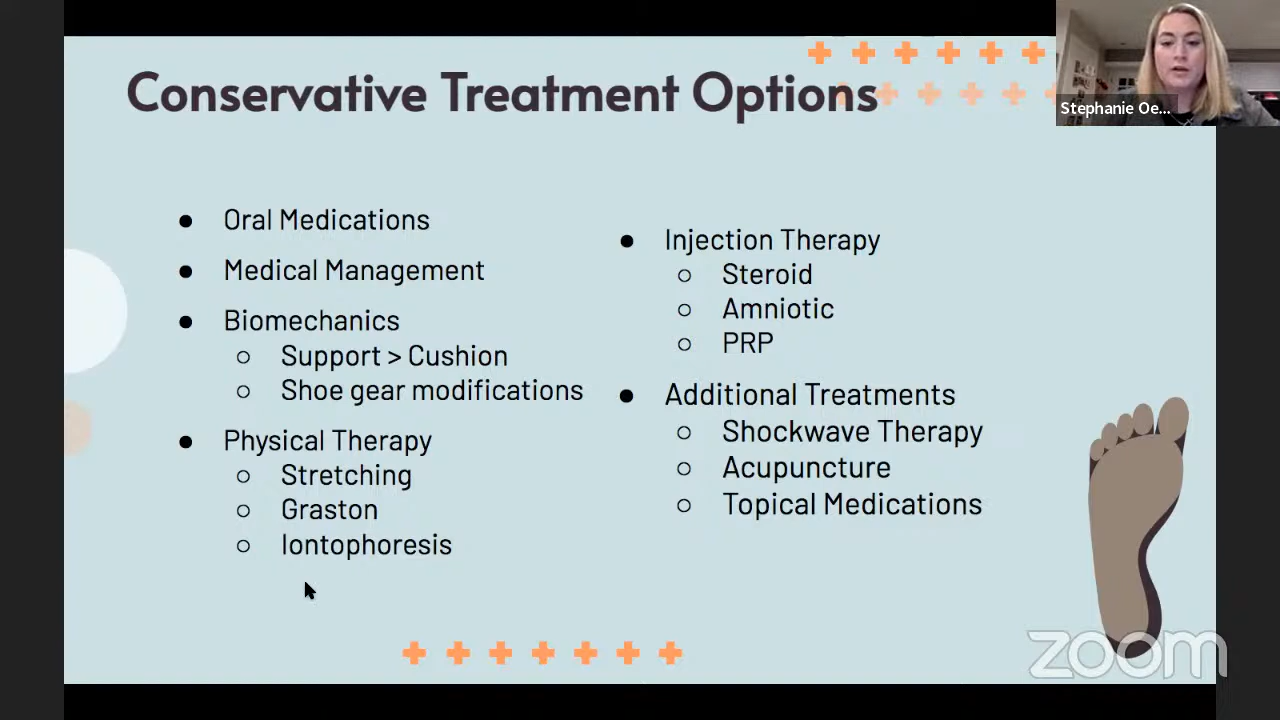 Conservative Treatment Options
Stephanie Oe...
● Oral Medications
● Medical Management
● Biomechanics
○ Support > Cushion
○ Shoe gear modifications
● Physical Therapy
○ Stretching
○ Graston
○ Iontophoresis
● Injection Therapy
○ Steroid
○ Amniotic
○ PRP
● Additional Treatments
○ Shockwave Therapy
○ Acupuncture
○ Topical Medications
zoom